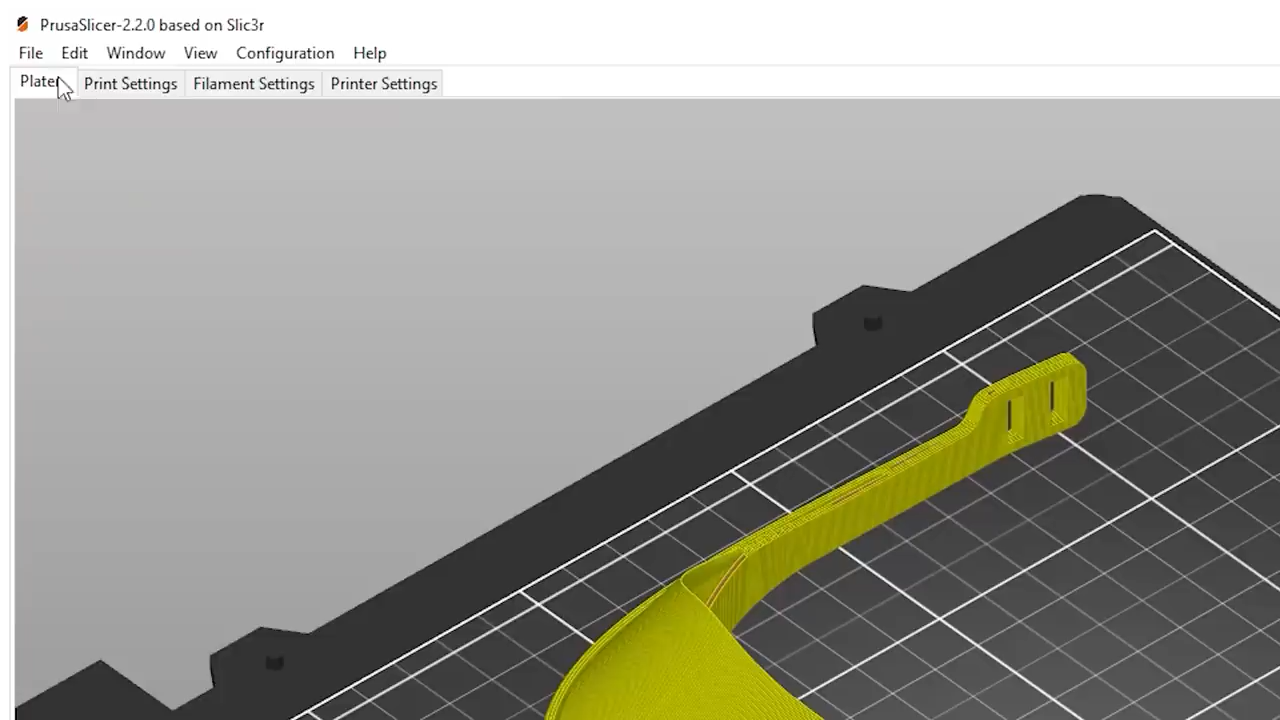 PrusaSlicer-2.2.0 based on Slic3r
File Edit Window View Configuration Help
Plater Print Settings Filament Settings Printer Settings